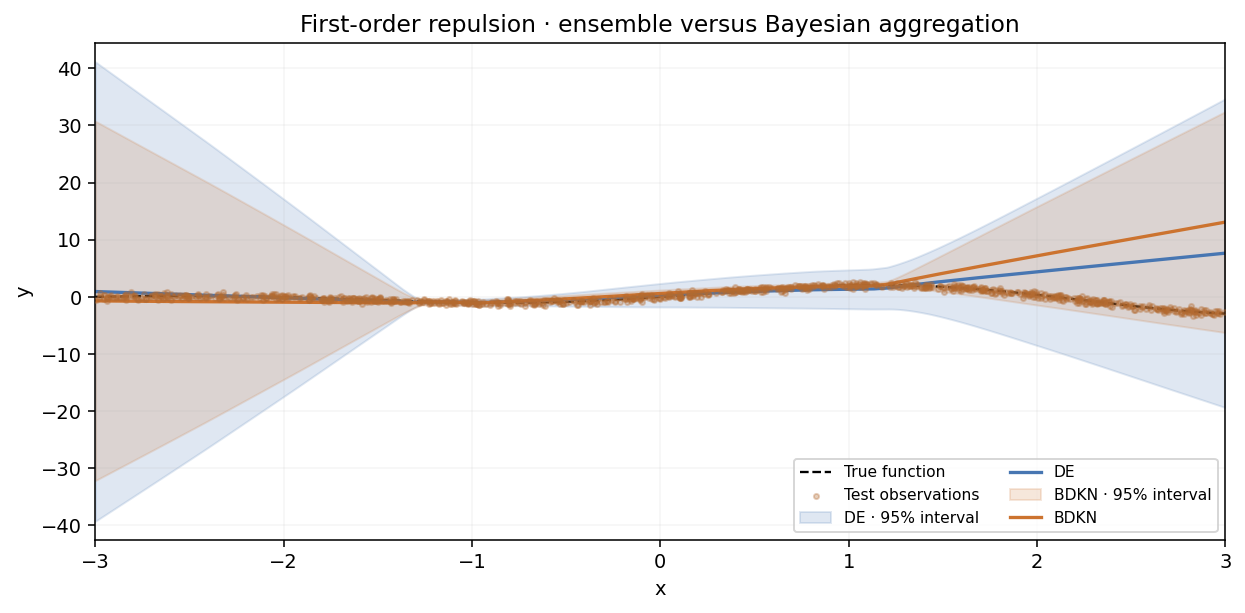 First-order repulsion · ensemble versus Bayesian aggregation
y
40
30
20
10
0
−10
−20
−30
−40
True function
Test observations
DE · 95% interval
DE
BDKN · 95% interval
BDKN
−3
−2
−1
0
1
2
3
x